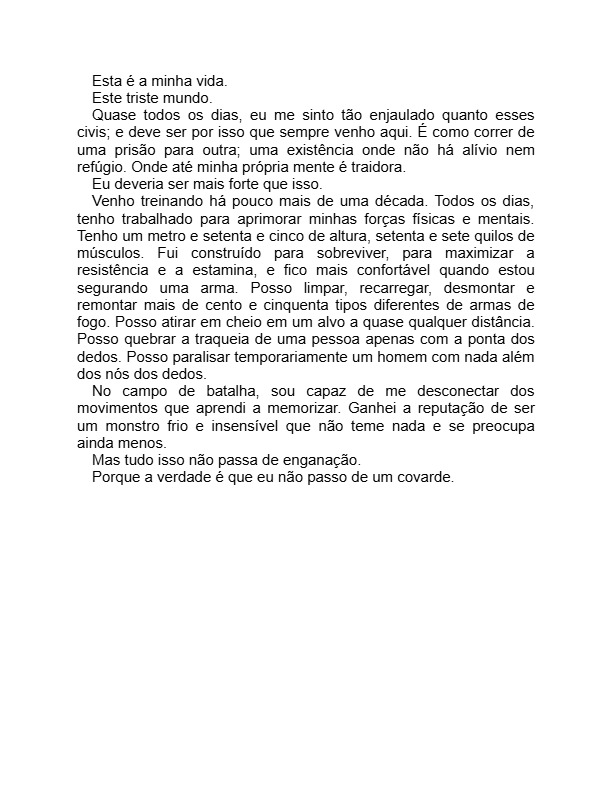 Esta é a minha vida.
Este triste mundo.
Quase todos os dias, eu me sinto tão enjaulado quanto esses
civis; e deve ser por isso que sempre venho aqui. É como correr de
uma prisão para outra; uma existência onde não há alívio nem
refúgio. Onde até minha própria mente é traidora.
Eu deveria ser mais forte que isso.
Venho treinando há pouco mais de uma década. Todos os dias,
tenho trabalhado para aprimorar minhas forças físicas e mentais.
Tenho um metro e setenta e cinco de altura, setenta e sete quilos de
músculos. Fui construído para sobreviver, para maximizar a
resistência e a estamina, e fico mais confortável quando estou
segurando uma arma. Posso limpar, recarregar, desmontar e
remontar mais de cento e cinquenta tipos diferentes de armas de
fogo. Posso atirar em cheio em um alvo a quase qualquer distância.
Posso quebrar a traqueia de uma pessoa apenas com a ponta dos
dedos. Posso paralisar temporariamente um homem com nada além
dos nós dos dedos.
No campo de batalha, sou capaz de me desconectar dos
movimentos que aprendi a memorizar. Ganhei a reputação de ser
um monstro frio e insensível que não teme nada e se preocupa
ainda menos.
Mas tudo isso não passa de enganação.
Porque a verdade é que eu não passo de um covarde.